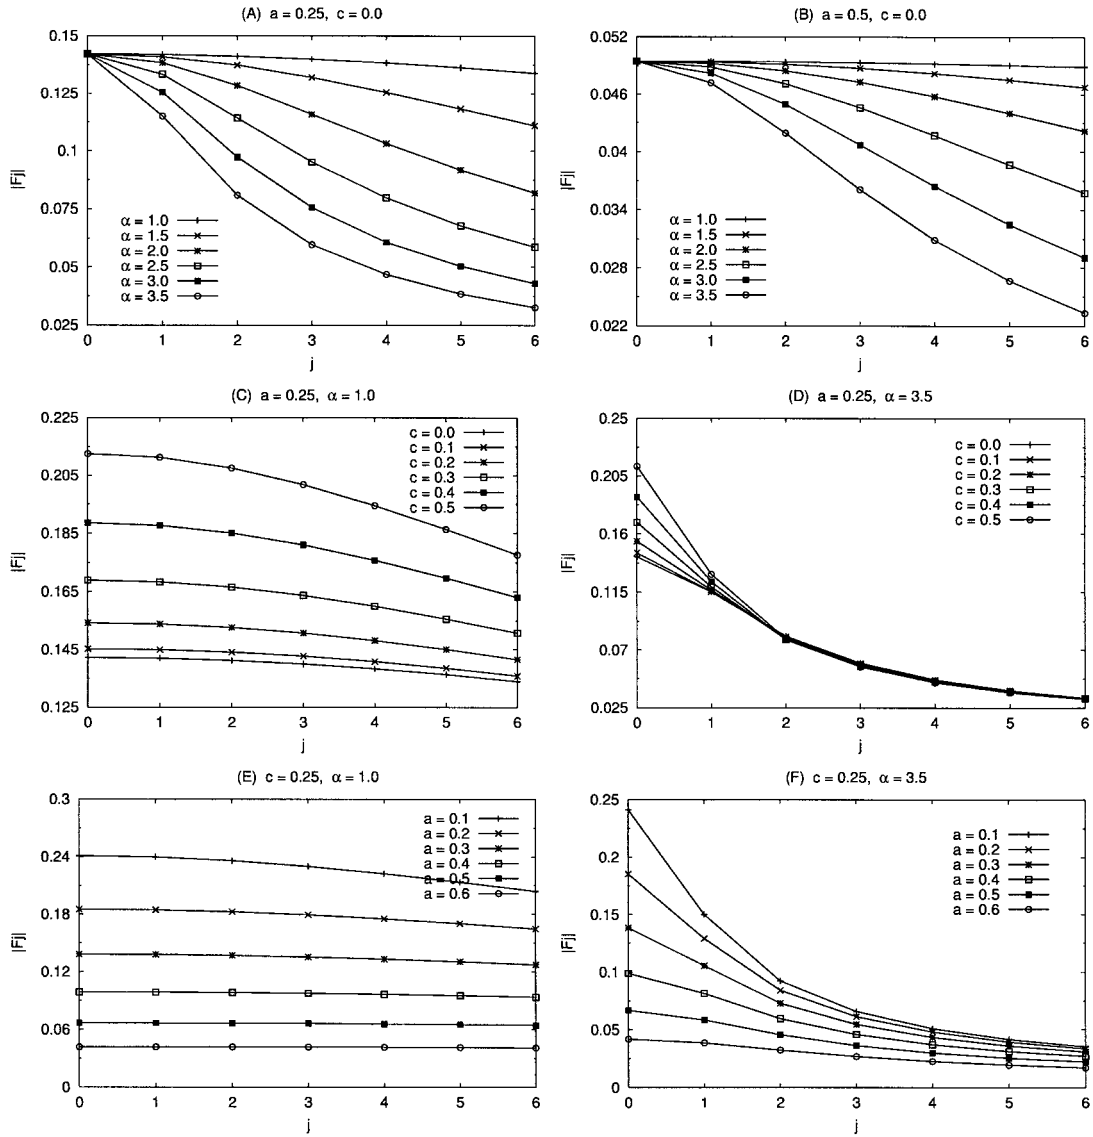 (A) a = 0.25, c = 0.0
0.15
0.125
0.1
0.075
0.05
0.025
|Fj|
α = 1.0
α = 1.5
α = 2.0
α = 2.5
α = 3.0
α = 3.5
0 1 2 3 4 5 6
j
(B) a = 0.5, c = 0.0
0.052
0.046
0.04
0.034
0.028
0.022
|Fj|
α = 1.0
α = 1.5
α = 2.0
α = 2.5
α = 3.0
α = 3.5
0 1 2 3 4 5 6
j
(C) a = 0.25, α = 1.0
0.225
0.205
0.185
0.165
0.145
0.125
|Fj|
c = 0.0
c = 0.1
c = 0.2
c = 0.3
c = 0.4
c = 0.5
0 1 2 3 4 5 6
j
(D) a = 0.25, α = 3.5
0.25
0.205
0.16
0.115
0.07
0.025
|Fj|
c = 0.0
c = 0.1
c = 0.2
c = 0.3
c = 0.4
c = 0.5
0 1 2 3 4 5 6
j
(E) c = 0.25, α = 1.0
0.3
0.24
0.18
0.12
0.06
0
|Fj|
a = 0.1
a = 0.2
a = 0.3
a = 0.4
a = 0.5
a = 0.6
0 1 2 3 4 5 6
j
(F) c = 0.25, α = 3.5
0.25
0.2
0.15
0.1
0.05
0
|Fj|
a = 0.1
a = 0.2
a = 0.3
a = 0.4
a = 0.5
a = 0.6
0 1 2 3 4 5 6
j